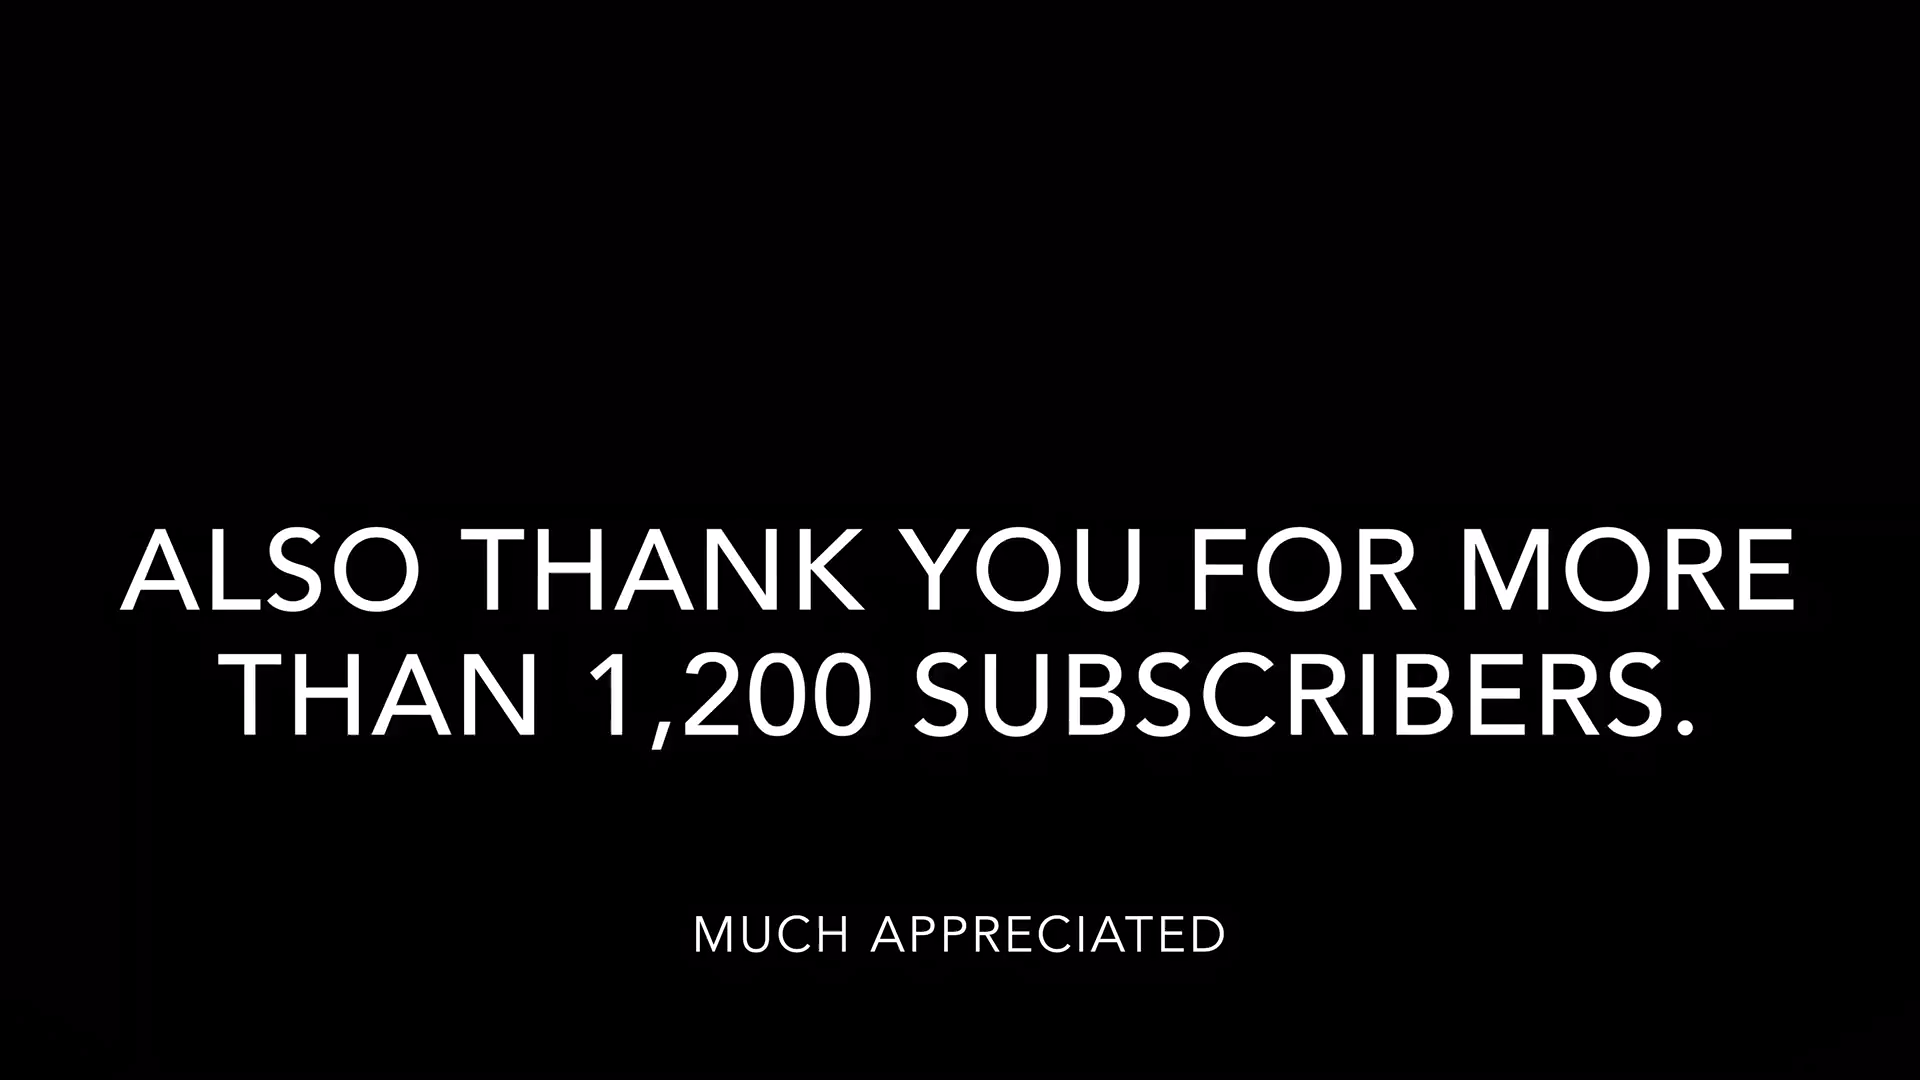 ALSO THANK YOU FOR MORE
THAN 1,200 SUBSCRIBERS.
MUCH APPRECIATED